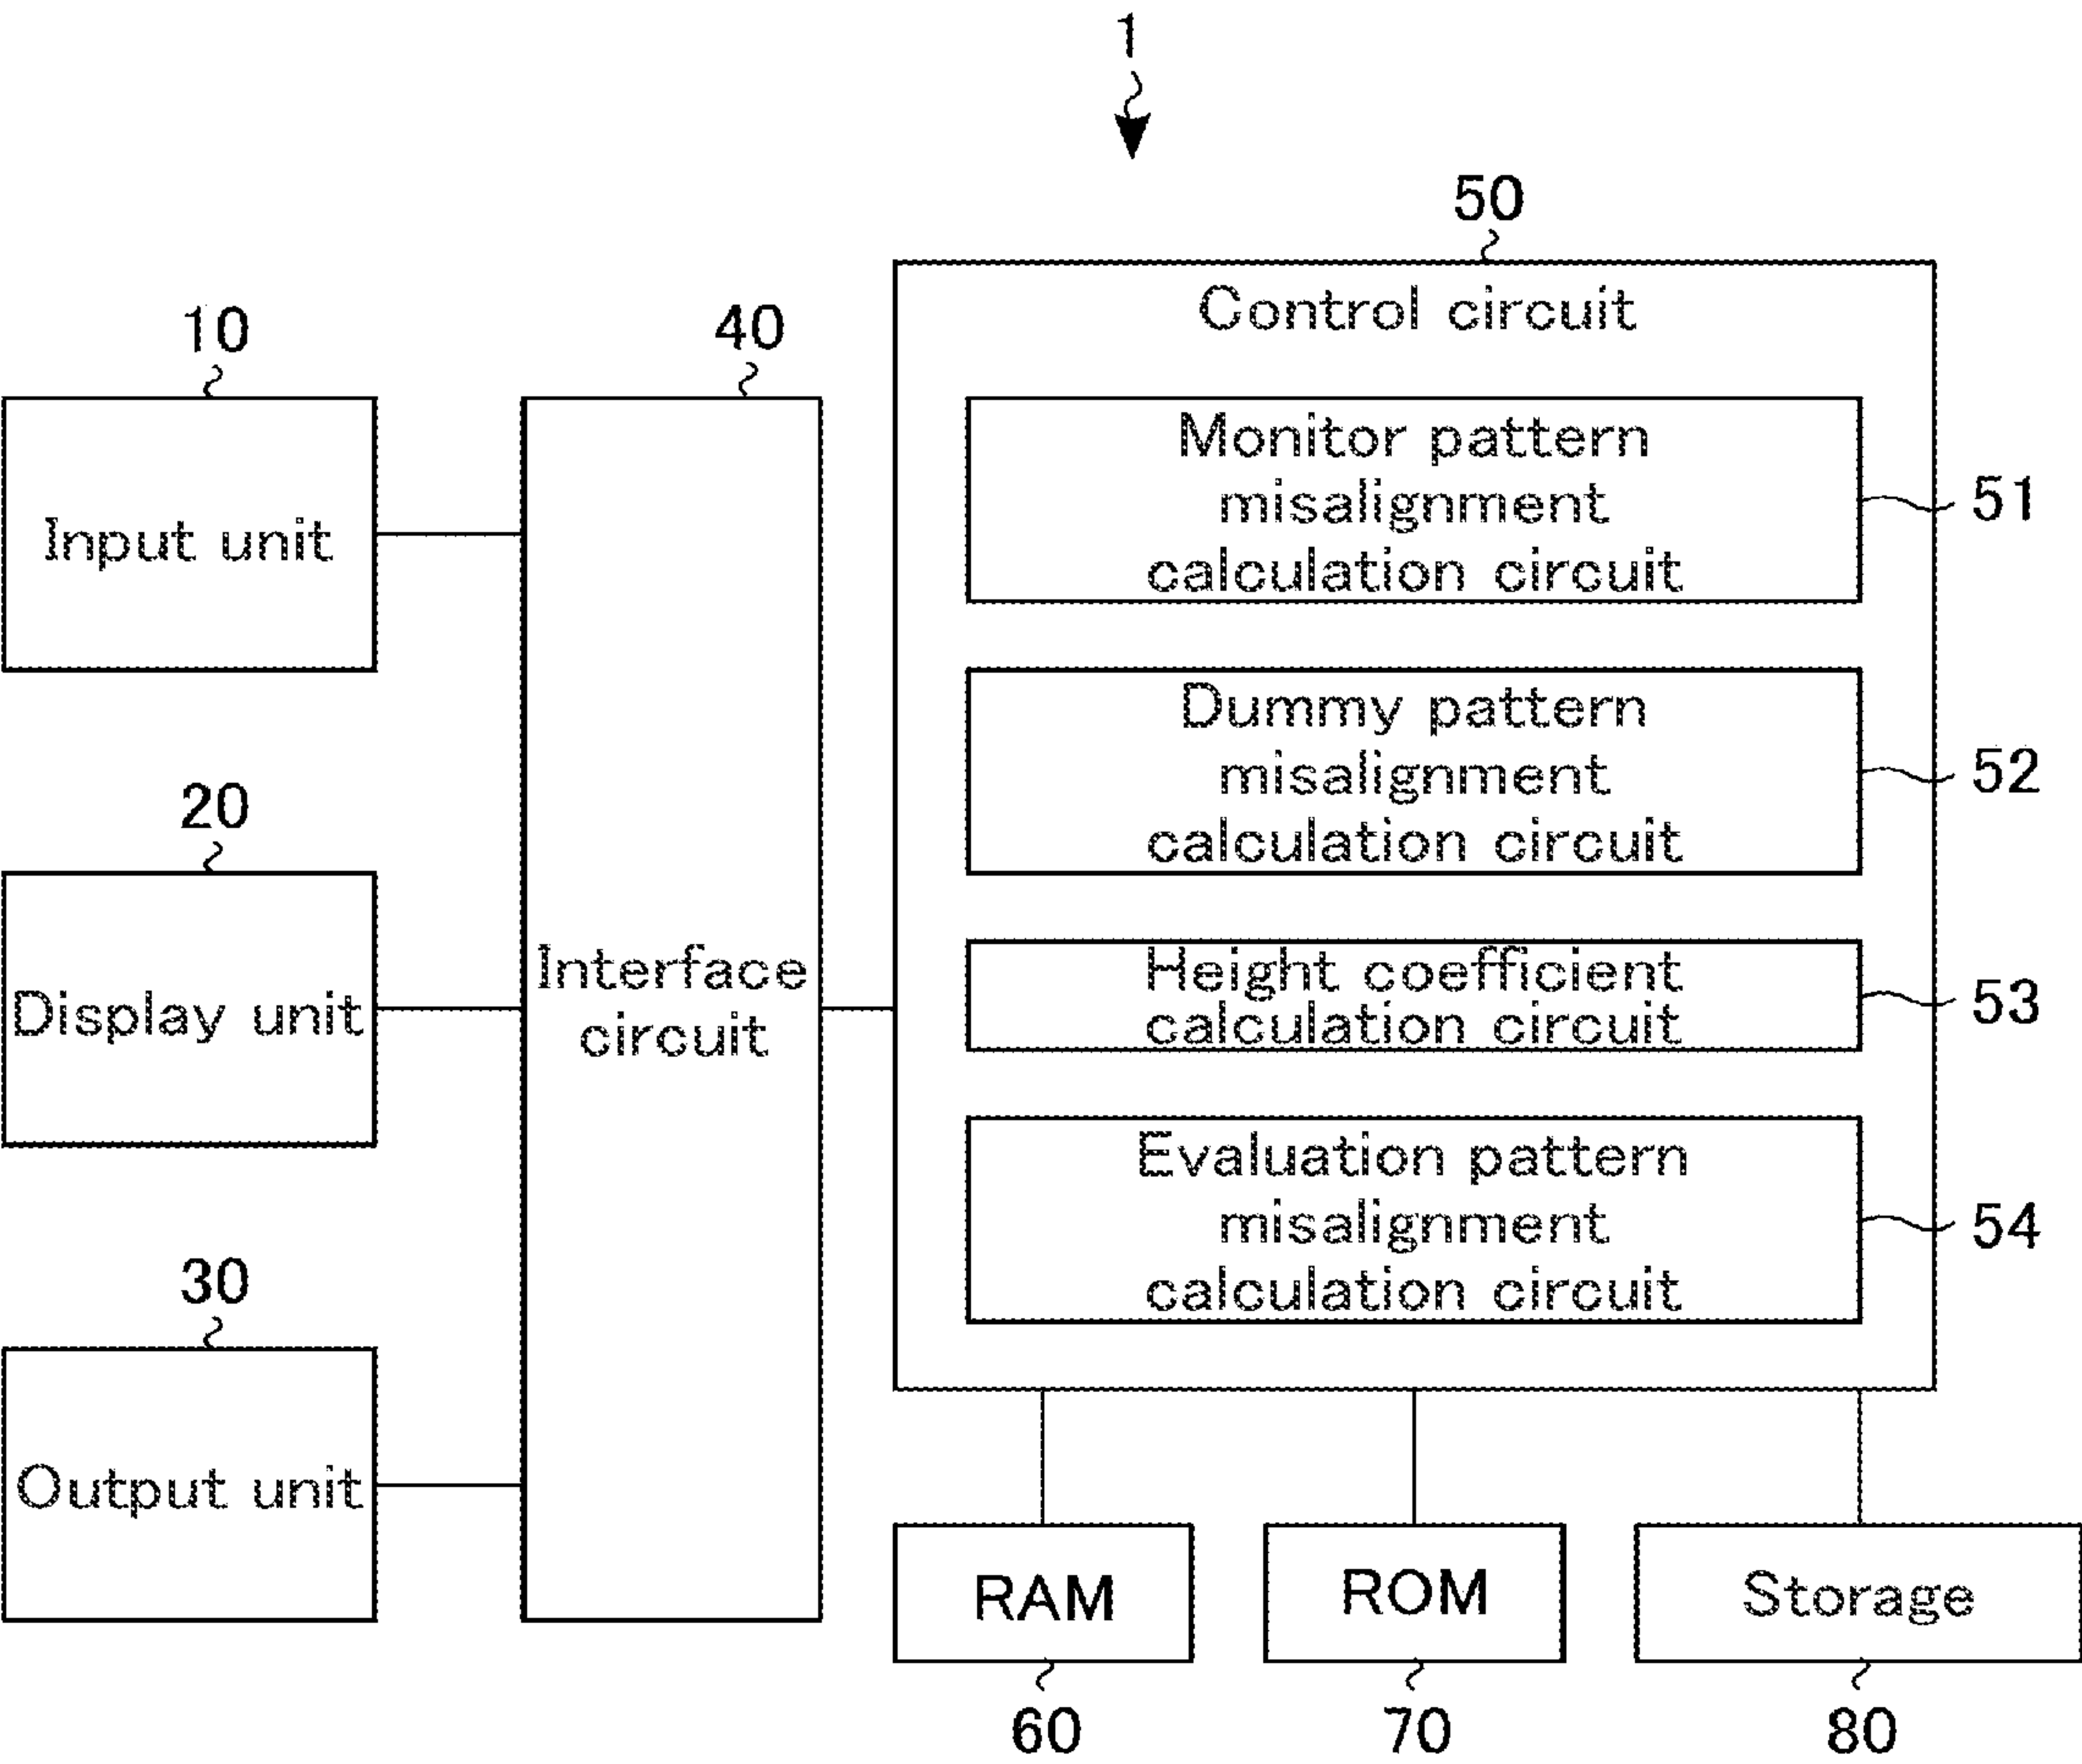 1
50
Control circuit
10
40
Monitor pattern
misalignment
calculation circuit
51
Input unit
Dummy pattern
misalignment
calculation circuit
52
20
Display unit
Interface
circuit
Height coefficient
calculation circuit
53
Evaluation pattern
misalignment
calculation circuit
54
30
Output unit
RAM
ROM
Storage
60
70
80